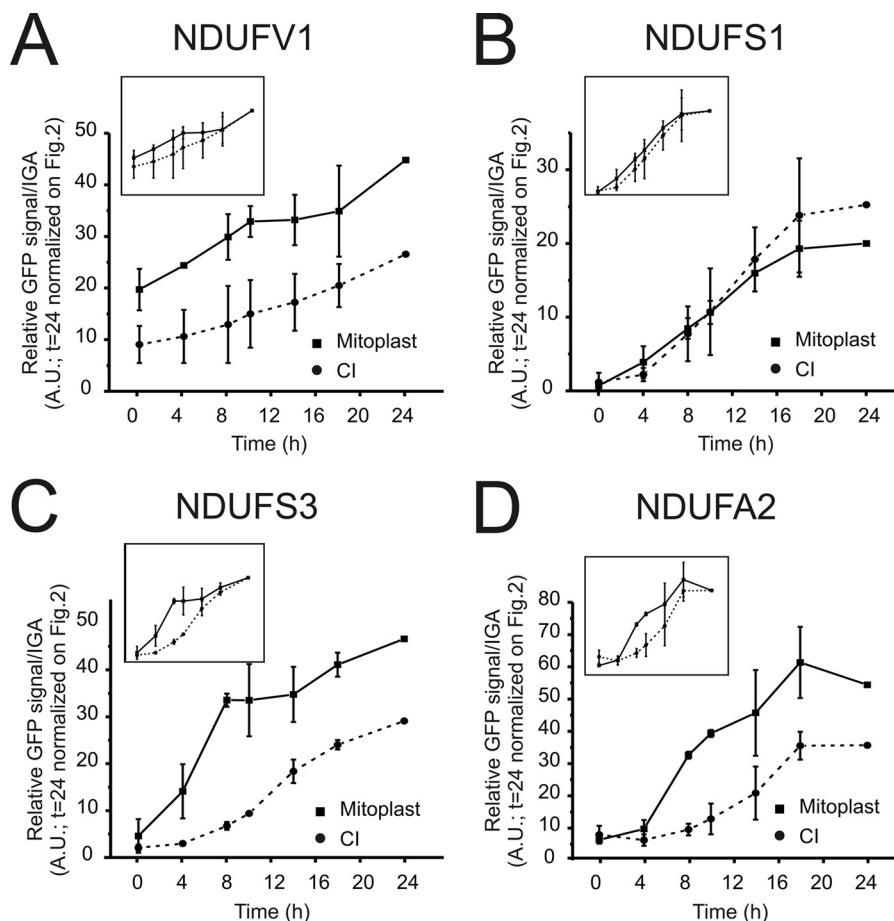 A
NDUFV1
Relative GFP signal/IGA
(A.U.; t=24 normalized on Fig.2)
50
40
30
20
10
0
Mitoplast
CI
0 4 8 12 16 20 24
Time (h)
B
NDUFS1
Relative GFP signal/IGA
(A.U.; t=24 normalized on Fig.2)
30
20
10
0
Mitoplast
CI
0 4 8 12 16 20 24
Time (h)
C
NDUFS3
Relative GFP signal/IGA
(A.U.; t=24 normalized on Fig.2)
50
40
30
20
10
0
Mitoplast
CI
0 4 8 12 16 20 24
Time (h)
D
NDUFA2
Relative GFP signal/IGA
(A.U.; t=24 normalized on Fig.2)
80
70
60
50
40
30
20
10
0
Mitoplast
CI
0 4 8 12 16 20 24
Time (h)